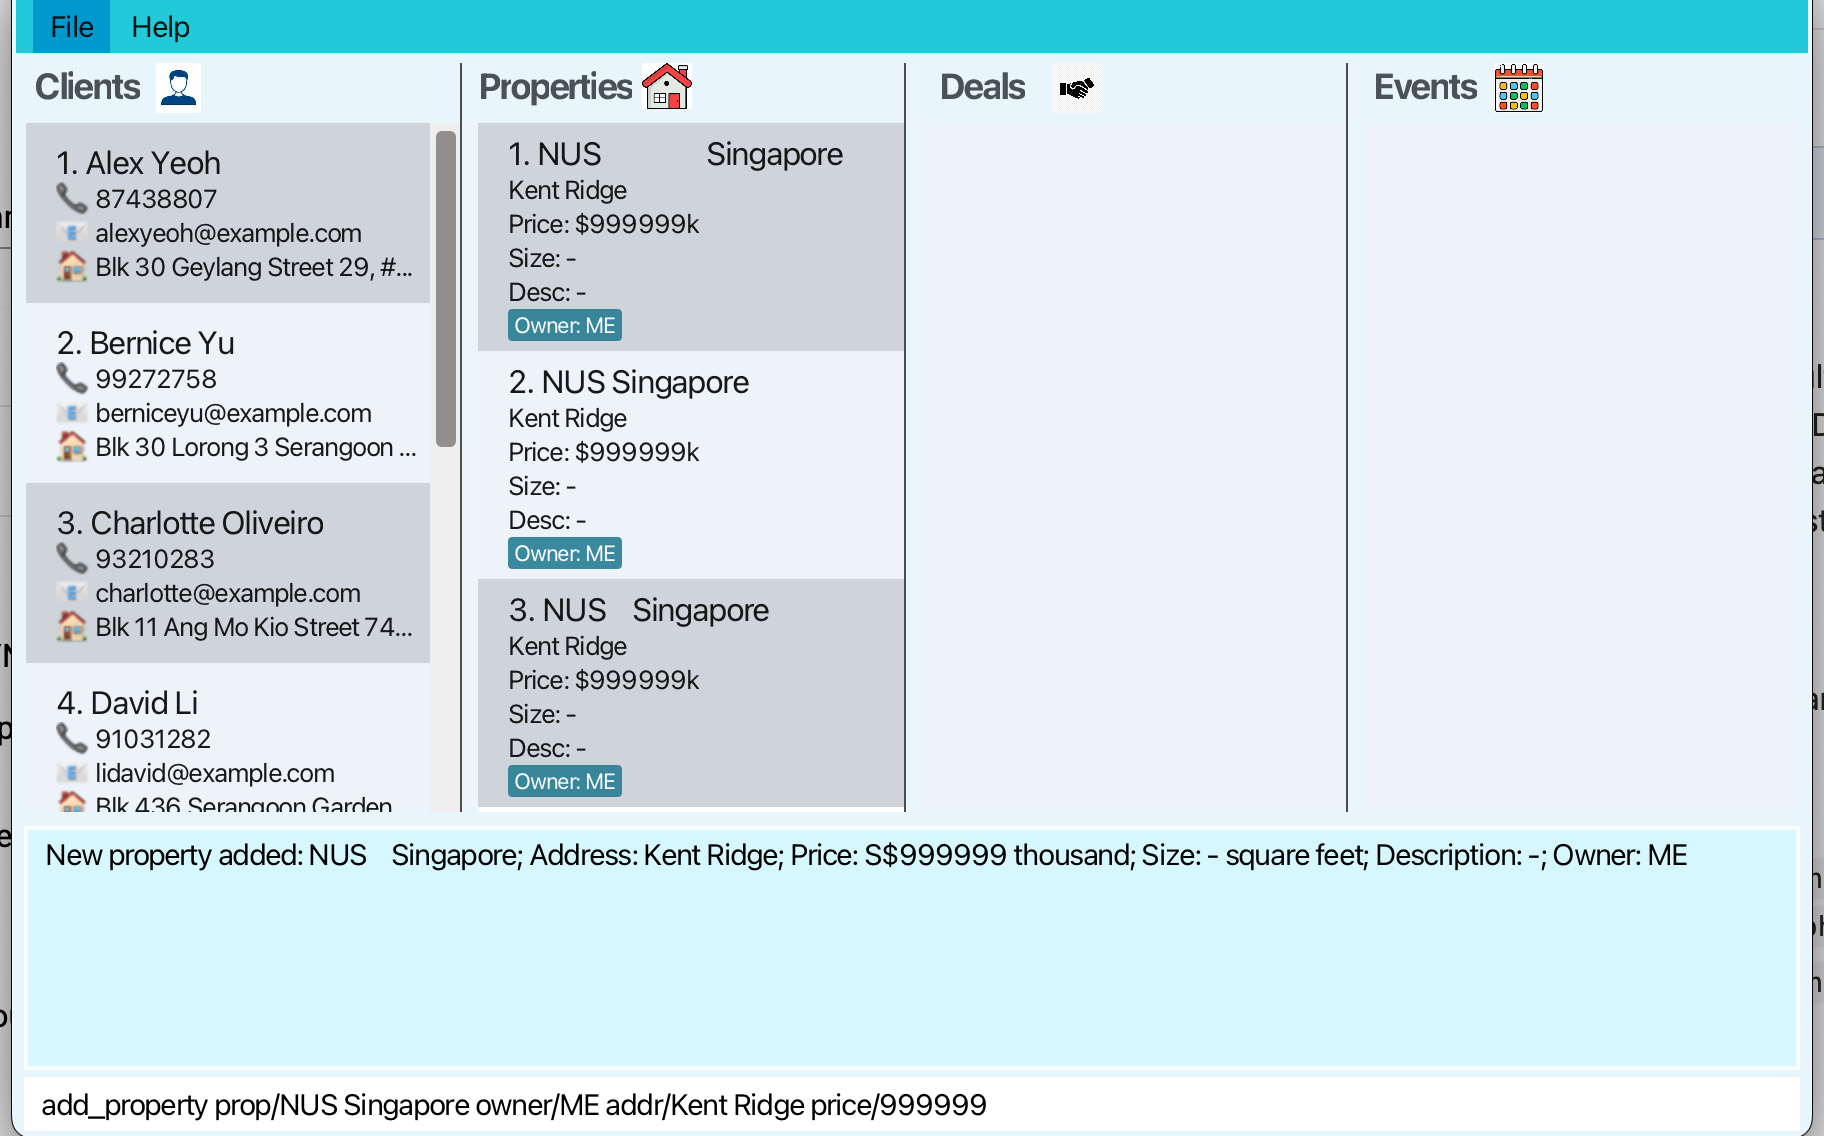 File Help
Clients
Properties
Deals
Events
1. Alex Yeoh
87438807
alexyeoh@example.com
Blk 30 Geylang Street 29, #...
2. Bernice Yu
99272758
berniceyu@example.com
Blk 30 Lorong 3 Serangoon ...
3. Charlotte Oliveiro
93210283
charlotte@example.com
Blk 11 Ang Mo Kio Street 74...
4. David Li
91031282
lidavid@example.com
Blk 436 Serangoon Garden
1. NUS             Singapore
Kent Ridge
Price: $999999k
Size: -
Desc: -
Owner: ME
2. NUS Singapore
Kent Ridge
Price: $999999k
Size: -
Desc: -
Owner: ME
3. NUS   Singapore
Kent Ridge
Price: $999999k
Size: -
Desc: -
Owner: ME
New property added: NUS   Singapore; Address: Kent Ridge; Price: S$999999 thousand; Size: - square feet; Description: -; Owner: ME
add_property prop/NUS Singapore owner/ME addr/Kent Ridge price/999999